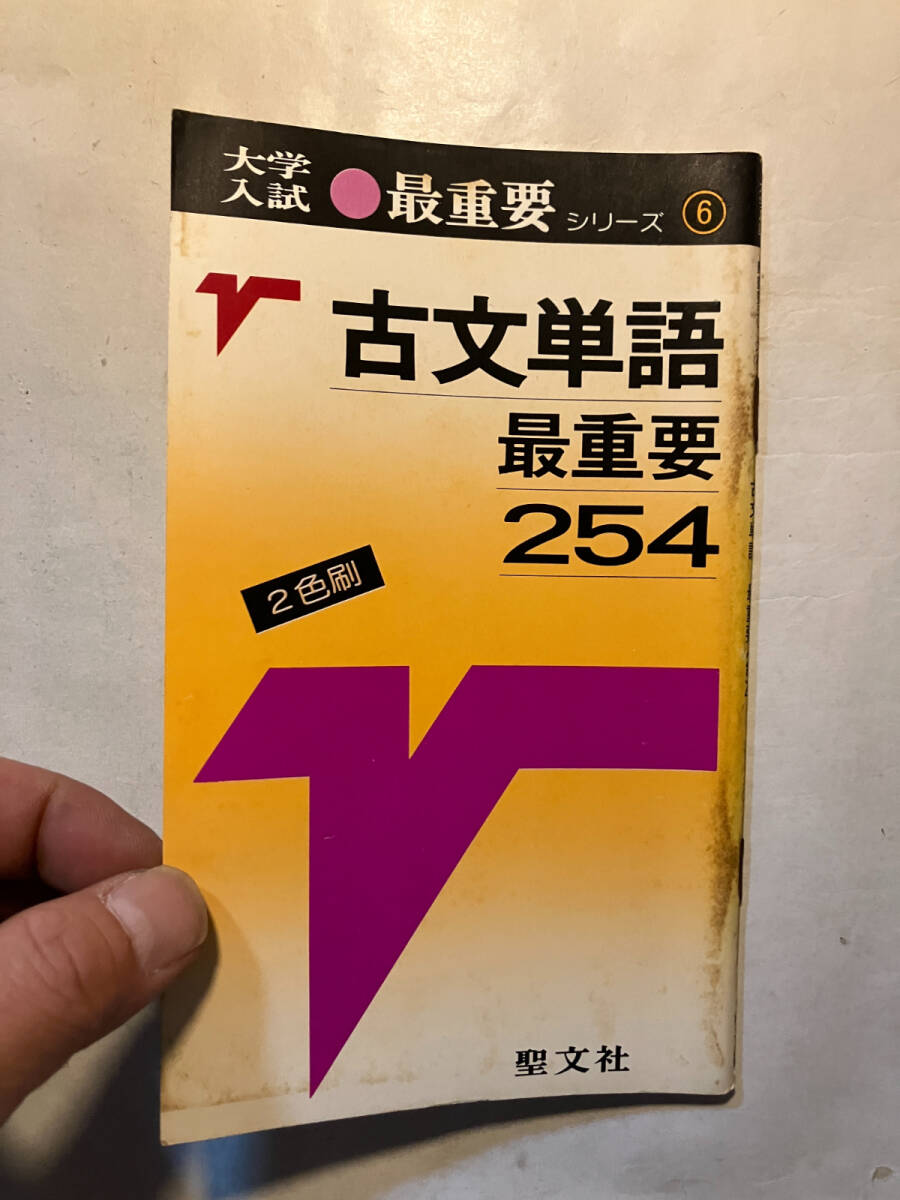 大学
入試
●最重要シリーズ⑥
古文単語
最重要
254
2色刷
聖文社